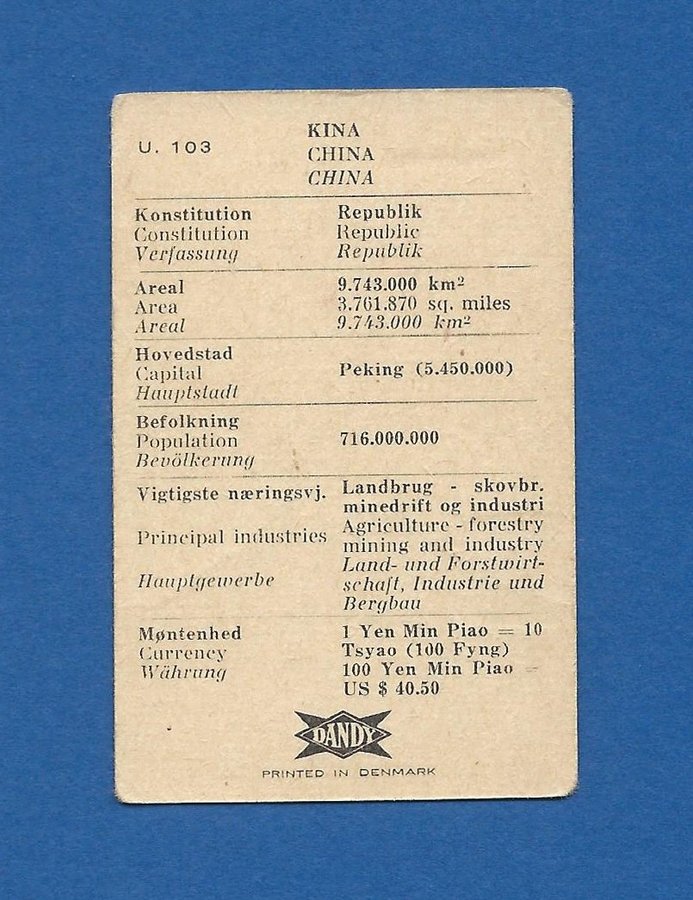 U. 103
KINA
CHINA
CHINA
Konstitution Republik
Constitution Republic
Verfassung Republik
Areal 9.743.000 km²
Area 3.761.870 sq. miles
Areal 9.743.000 km²
Hovedstad
Capital Peking (5.450.000)
Hauptstadt
Befolkning
Population 716.000.000
Bevölkerung
Vigtigste næringsvj. Landbrug - skovbr.
minedrift og industri
Principal industries Agriculture - forestry
mining and industry
Hauptgewerbe Land- und Forstwirt-
schaft, Industrie und
Bergbau
Møntenhed 1 Yen Min Piao = 10
Currency Tsyao (100 Fyng)
Währung 100 Yen Min Piao =
US $ 40.50
DANDY
PRINTED IN DENMARK